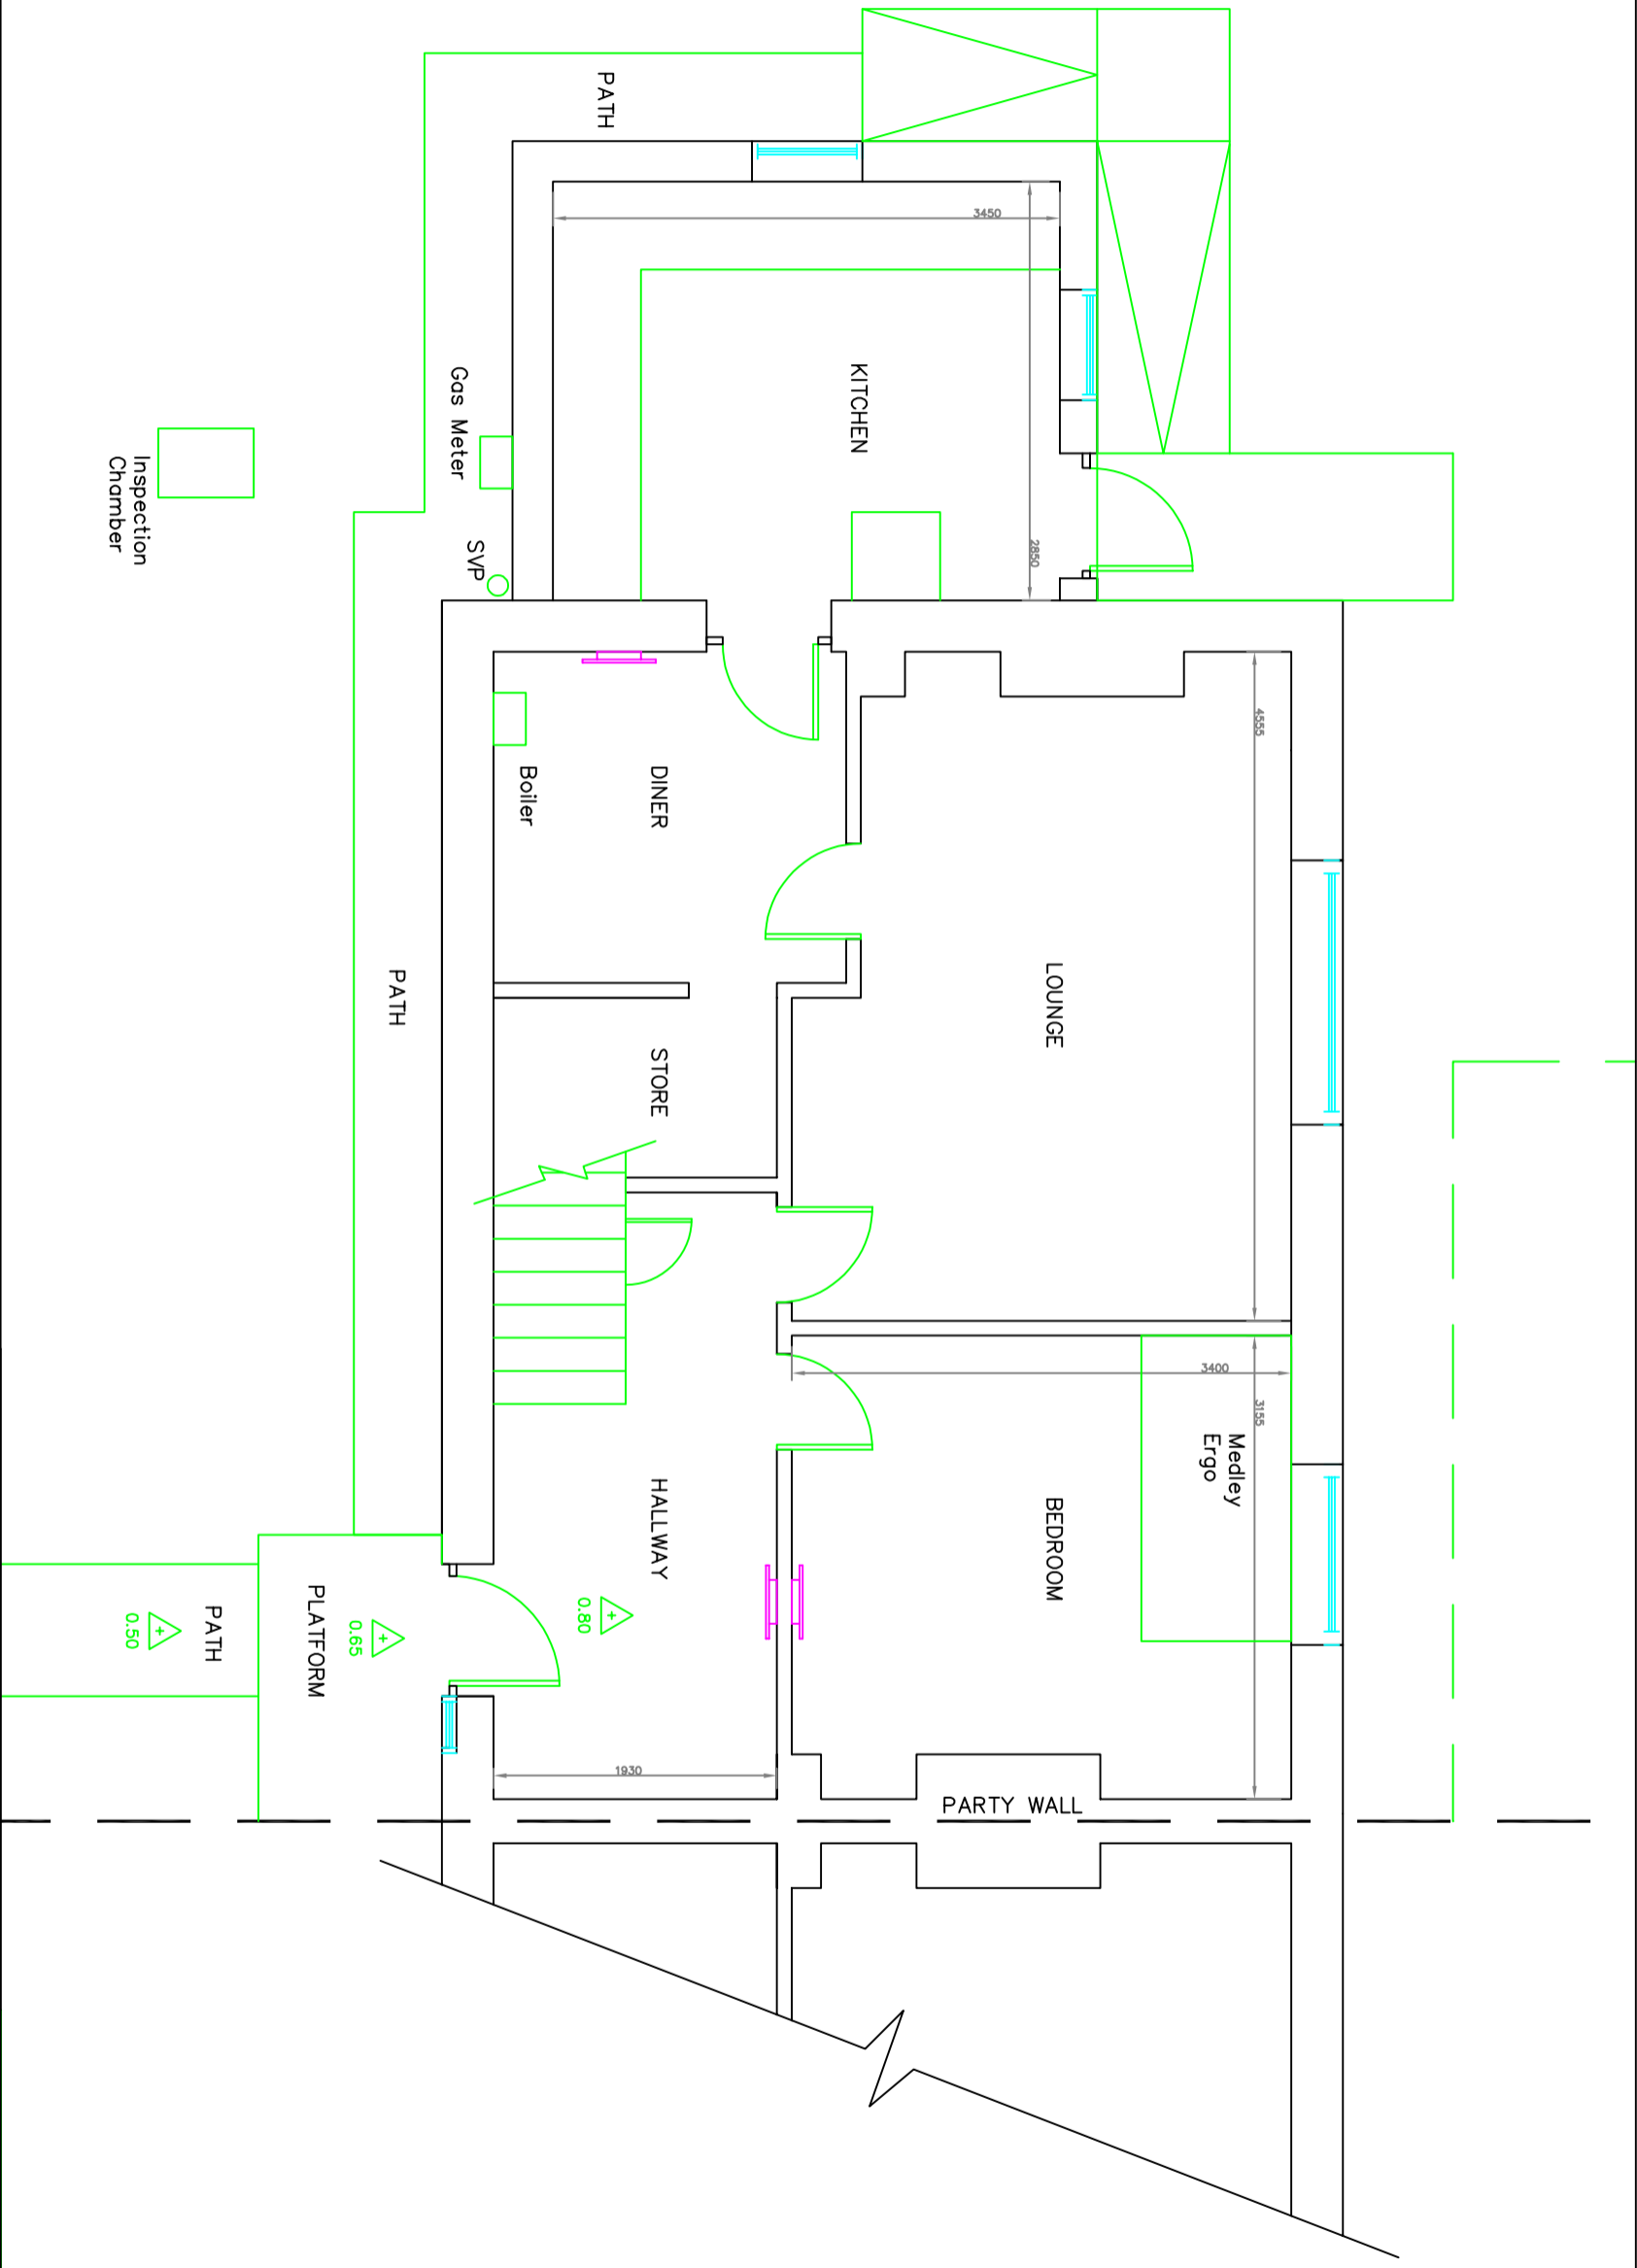 PATH
3450
KITCHEN
2850
Gas Meter
SVP
Inspection
Chamber
4555
DINER
Boiler
LOUNGE
PATH
STORE
3400
3155
Medley
Ergo
BEDROOM
HALLWAY
0.80
PLATFORM
0.65
PATH
0.50
1930
PARTY WALL